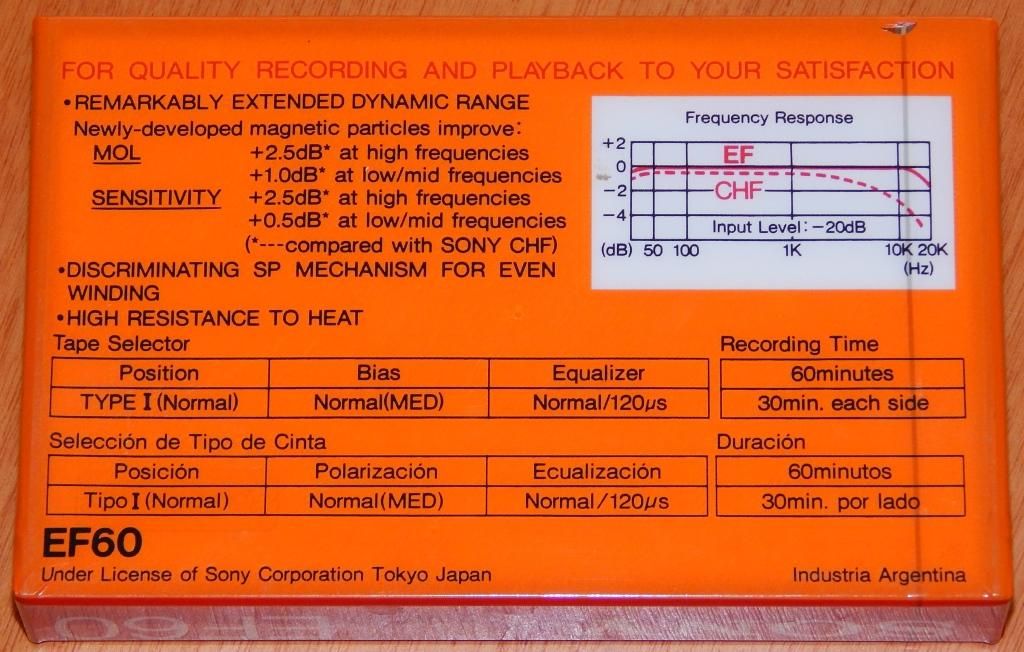 FOR QUALITY RECORDING AND PLAYBACK TO YOUR SATISFACTION
•REMARKABLY EXTENDED DYNAMIC RANGE
Newly-developed magnetic particles improve:
MOL +2.5dB* at high frequencies
+1.0dB* at low/mid frequencies
SENSITIVITY +2.5dB* at high frequencies
+0.5dB* at low/mid frequencies
(*---compared with SONY CHF)
•DISCRIMINATING SP MECHANISM FOR EVEN
WINDING
•HIGH RESISTANCE TO HEAT
Frequency Response
+2
0
−2
−4
EF
CHF
Input Level: −20dB
(dB) 50 100 1K 10K 20K
(Hz)
Tape Selector
Position Bias Equalizer
TYPE I (Normal) Normal(MED) Normal/120μs
Recording Time
60minutes
30min. each side
Selección de Tipo de Cinta
Posición Polarización Ecualización
Tipo I (Normal) Normal(MED) Normal/120μs
Duración
60minutos
30min. por lado
EF60
Under License of Sony Corporation Tokyo Japan
Industria Argentina
EF60